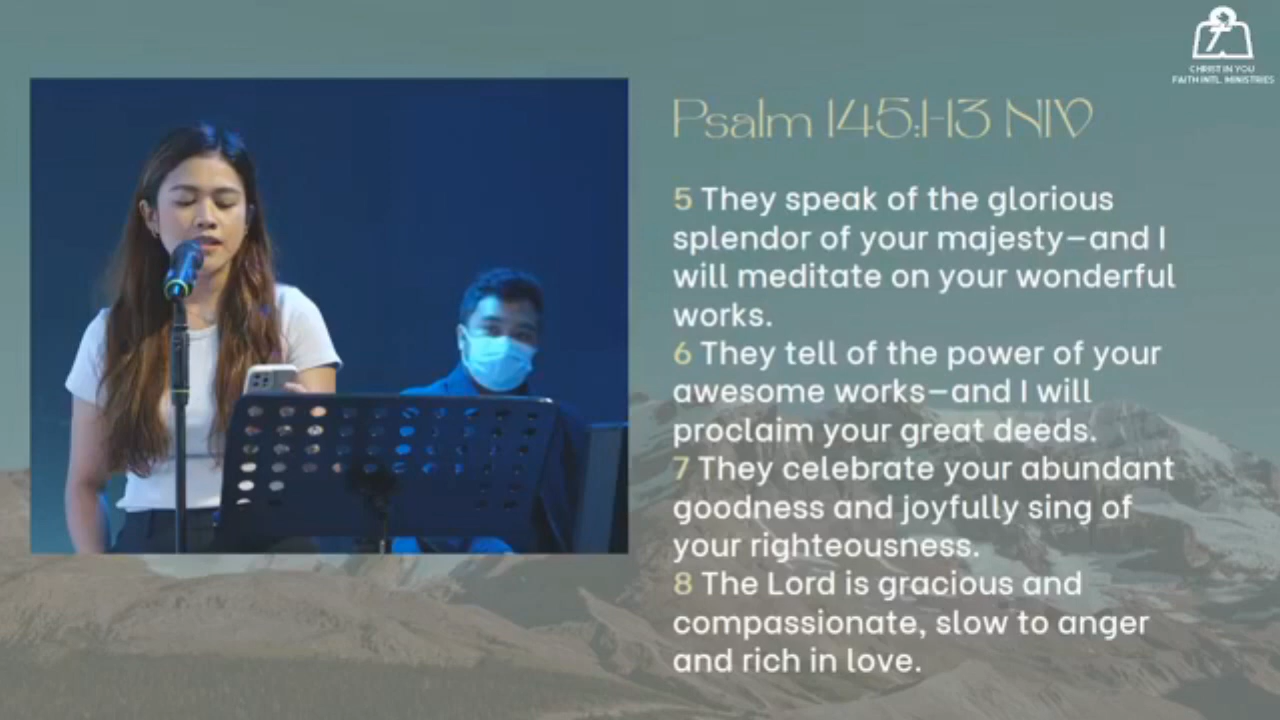 CHRIST IN YOU
FAITH INTL. MINISTRIES
Psalm 145:1-13 NIV
5 They speak of the glorious
splendor of your majesty—and I
will meditate on your wonderful
works.
6 They tell of the power of your
awesome works—and I will
proclaim your great deeds.
7 They celebrate your abundant
goodness and joyfully sing of
your righteousness.
8 The Lord is gracious and
compassionate, slow to anger
and rich in love.